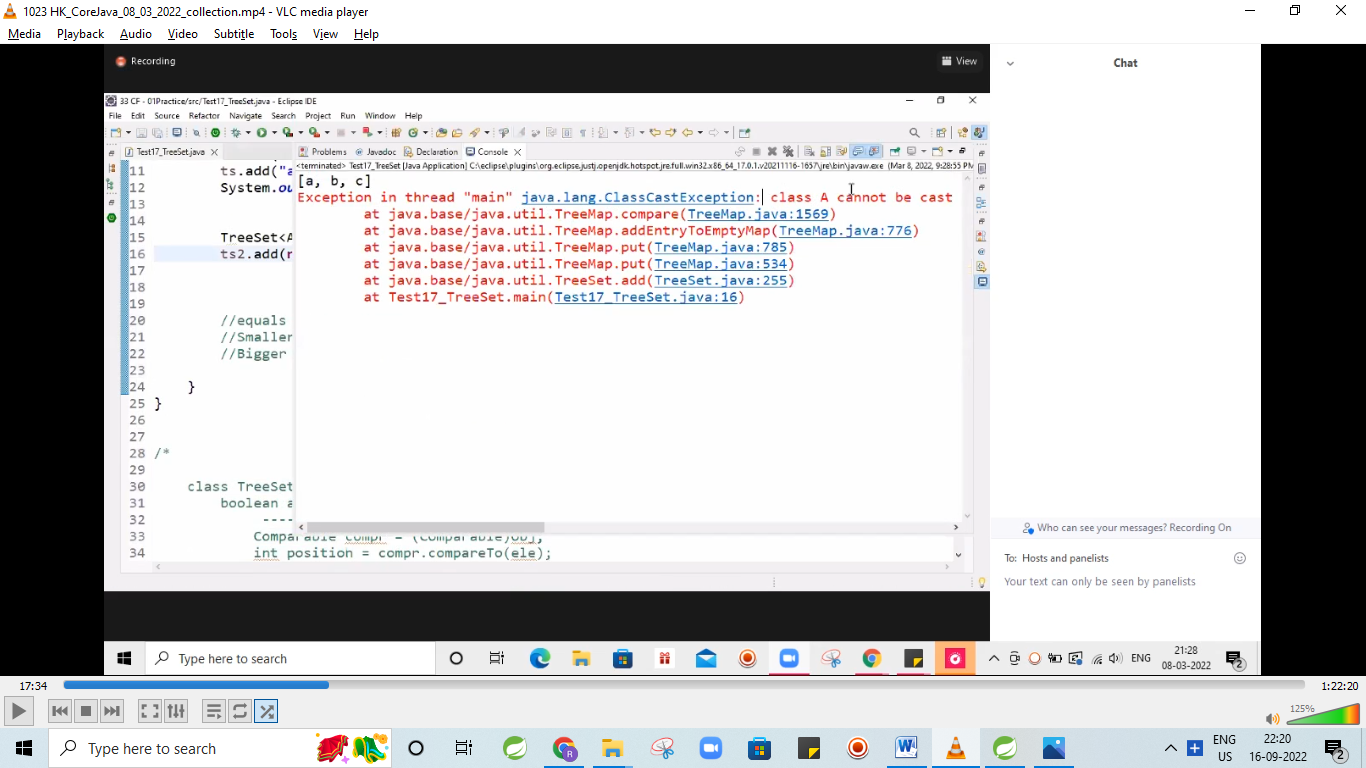 1023 HK_CoreJava_08_03_2022_collection.mp4 - VLC media player
Media Playback Audio Video Subtitle Tools View Help
Recording
View
Chat
33 CF - 01Practice/src/Test17_TreeSet.java - Eclipse IDE
File Edit Source Refactor Navigate Search Project Run Window Help
Test17_TreeSet.java
Problems Javadoc Declaration Console
<terminated> Test17_TreeSet [Java Application] C:\eclipse\plugins\org.eclipse.justj.openjdk.hotspot.jre.full.win32.x86_64_17.0.1.v20211116-1657\jre\bin\javaw.exe (Mar 8, 2022, 9:28:55 PM
[a, b, c]
Exception in thread "main" java.lang.ClassCastException: class A cannot be cast
at java.base/java.util.TreeMap.compare(TreeMap.java:1569)
at java.base/java.util.TreeMap.addEntryToEmptyMap(TreeMap.java:776)
at java.base/java.util.TreeMap.put(TreeMap.java:785)
at java.base/java.util.TreeMap.put(TreeMap.java:534)
at java.base/java.util.TreeSet.add(TreeSet.java:255)
at Test17_TreeSet.main(Test17_TreeSet.java:16)
11 ts.add("a
12 System.ou
13
14
15 TreeSet<A
16 ts2.add(n
17
18
19
20 //equals
21 //Smaller
22 //Bigger
23
24 }
25 }
26
27
28 /*
29
30 class TreeSet
31 boolean a
32 ----
33 Comparable compr = (Comparable)obj;
34 int position = compr.compareTo(ele);
Who can see your messages? Recording On
To: Hosts and panelists
Your text can only be seen by panelists
Type here to search
ENG
21:28
08-03-2022
2
17:34
1:22:20
125%
Type here to search
ENG
US
22:20
16-09-2022
2